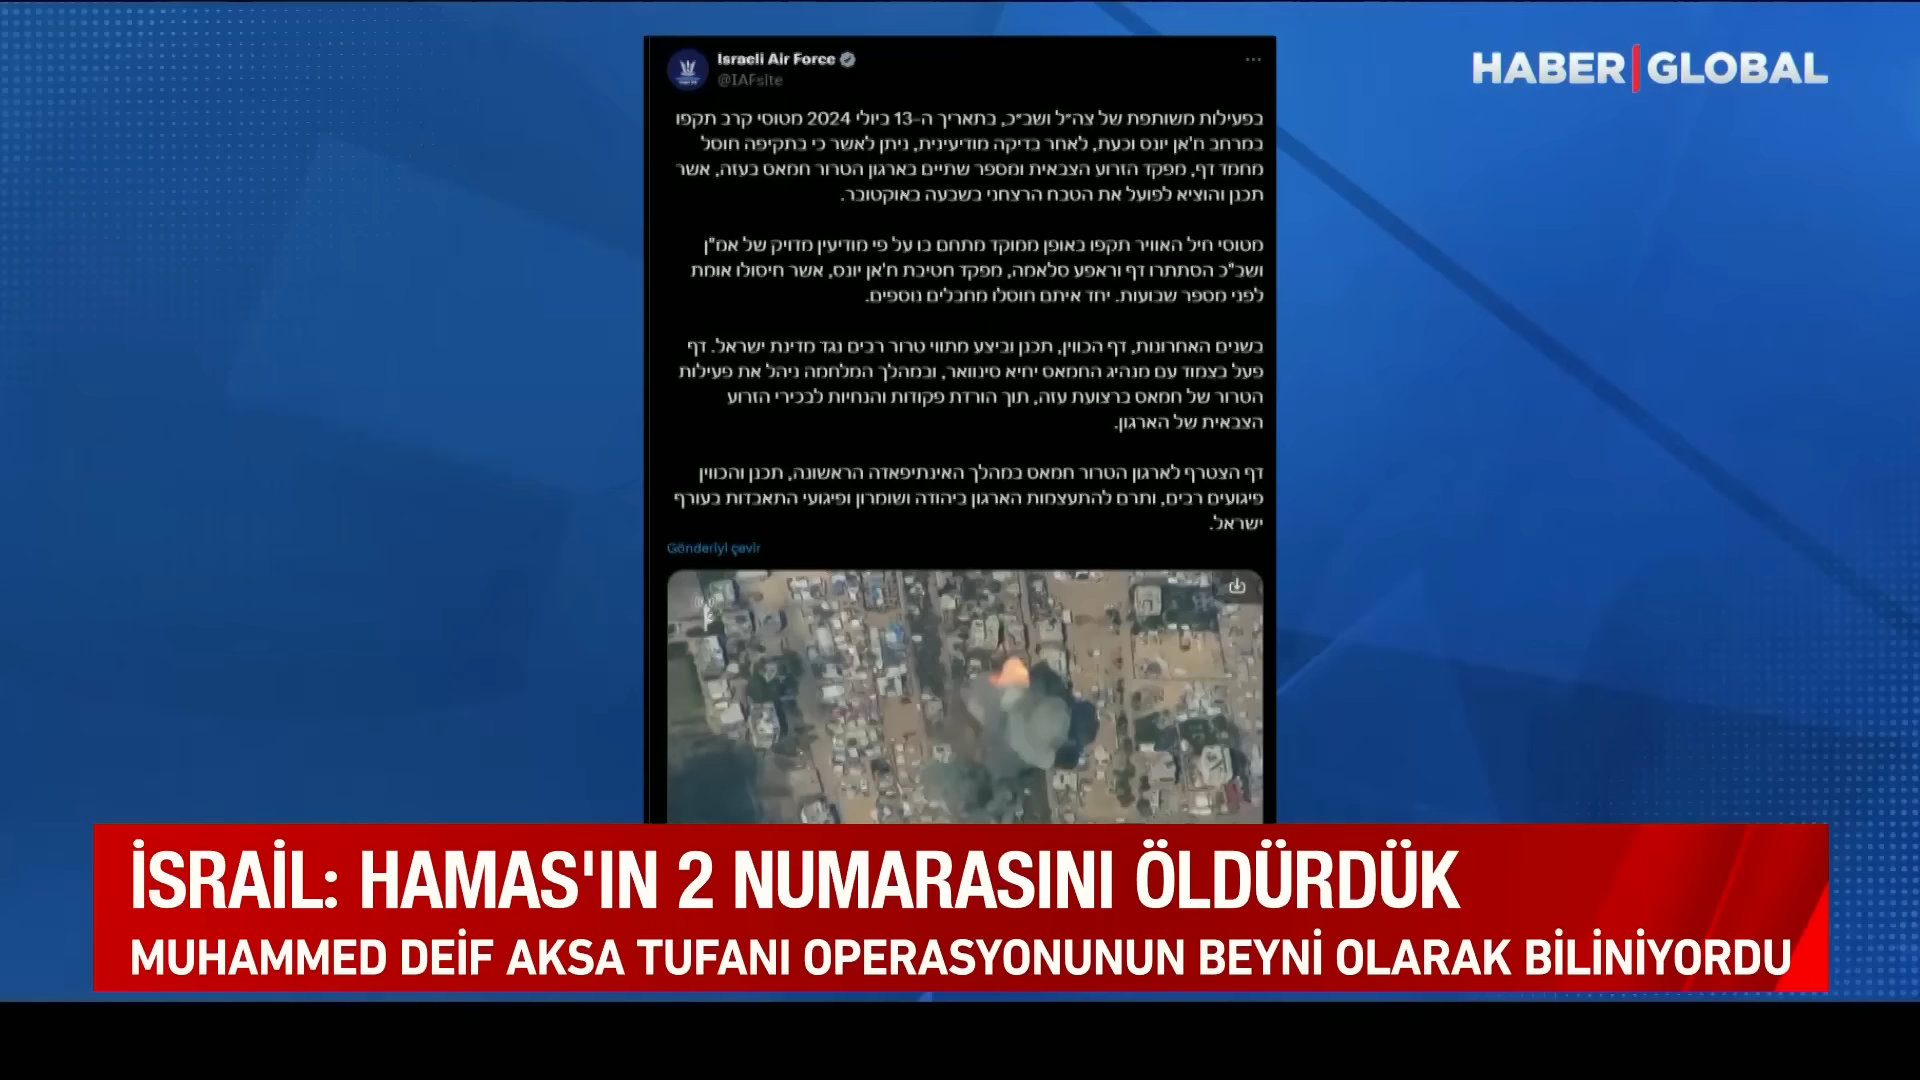 Israeli Air Force
@IAFsite
HABER GLOBAL
בפעילות משותפת של צה״ל ושב״כ, בתאריך ה-13 ביולי 2024 מטוסי קרב תקפו
במרחב ח'אן יונס וכעת, לאחר בדיקה מודיעינית, ניתן לאשר כי בתקיפה חוסל
מחמד דף, מפקד הזרוע הצבאית ומספר שתיים בארגון הטרור חמאס בעזה, אשר
תכנן והוציא לפועל את הטבח הרצחני בשבעה באוקטובר.
מטוסי חיל האוויר תקפו באופן ממוקד מתחם בו על פי מודיעין מדויק של אמ"ן
ושב"כ הסתתרו דף וראפע סלאמה, מפקד חטיבת ח'אן יונס, אשר חיסולו אומת
לפני מספר שבועות. יחד איתם חוסלו מחבלים נוספים.
בשנים האחרונות, דף הכווין, תכנן וביצע מתווי טרור רבים נגד מדינת ישראל. דף
פעל בצמוד עם מנהיג החמאס יחיא סינוואר, ובמהלך המלחמה ניהל את פעילות
הטרור של חמאס ברצועת עזה, תוך הורדת פקודות והנחיות לבכירי הזרוע
הצבאית של הארגון.
דף הצטרף לארגון הטרור חמאס במהלך האינתיפאדה הראשונה, תכנן והכווין
פיגועים רבים, ותרם להתעצמות הארגון ביהודה ושומרון ופיגועי התאבדות בעורף
ישראל.
Gönderiyi çevir
İSRAİL: HAMAS'IN 2 NUMARASINI ÖLDÜRDÜK
MUHAMMED DEİF AKSA TUFANI OPERASYONUNUN BEYNİ OLARAK BİLİNİYORDU